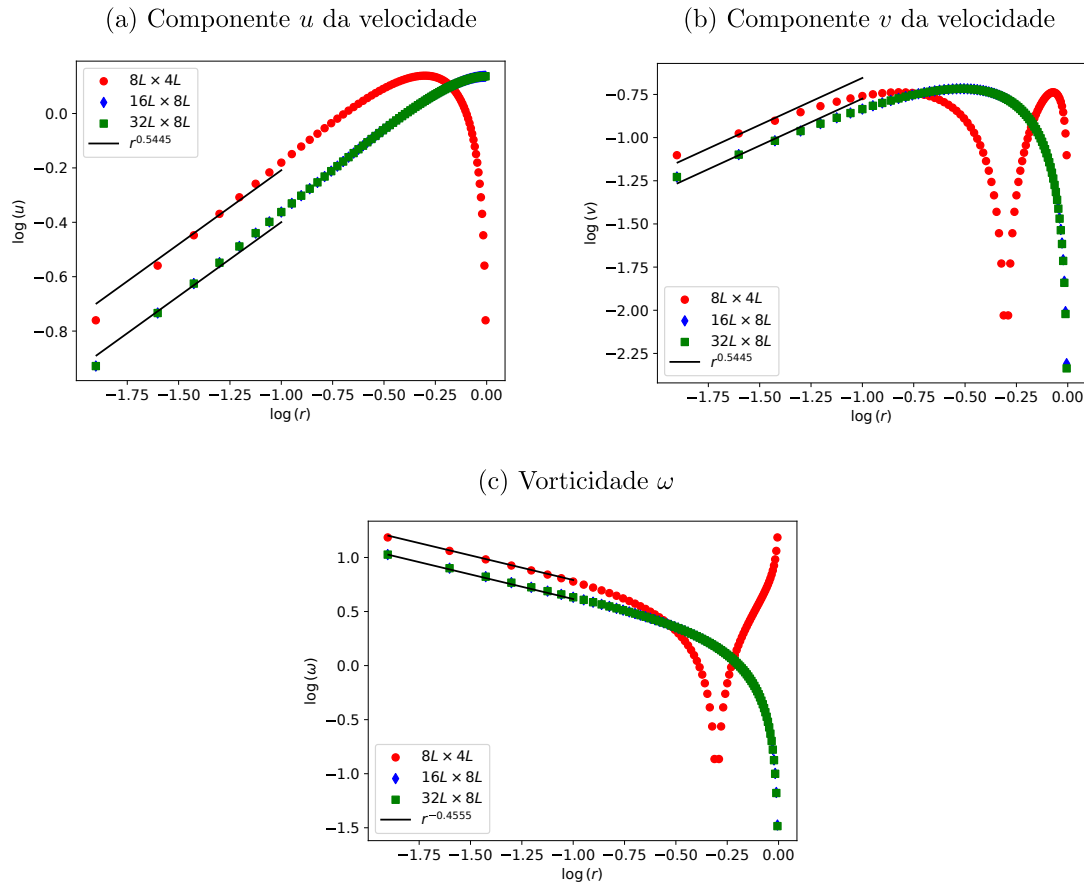 (a) Componente u da velocidade
0.0
−0.2
−0.4
−0.6
−0.8
log (u)
8L × 4L
16L × 8L
32L × 8L
r^0.5445
−1.75 −1.50 −1.25 −1.00 −0.75 −0.50 −0.25 0.00
log (r)
(b) Componente v da velocidade
−0.75
−1.00
−1.25
−1.50
−1.75
−2.00
−2.25
log (v)
8L × 4L
16L × 8L
32L × 8L
r^0.5445
−1.75 −1.50 −1.25 −1.00 −0.75 −0.50 −0.25 0.00
log (r)
(c) Vorticidade ω
1.0
0.5
0.0
−0.5
−1.0
−1.5
log (ω)
8L × 4L
16L × 8L
32L × 8L
r^−0.4555
−1.75 −1.50 −1.25 −1.00 −0.75 −0.50 −0.25 0.00
log (r)